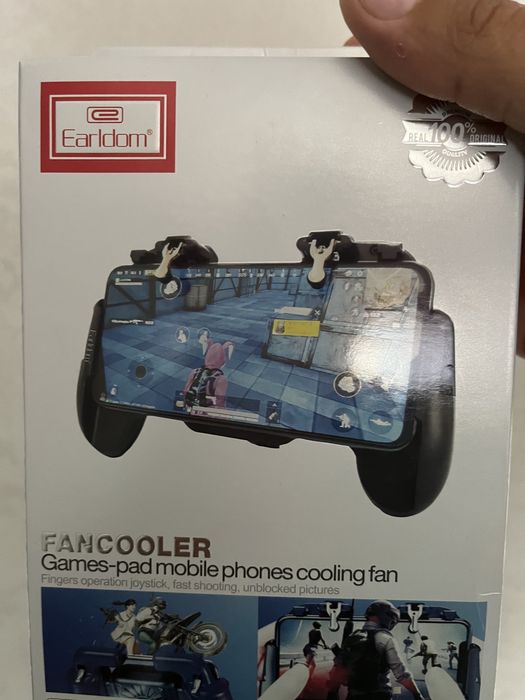 Earldom®
REAL 100% ORIGINAL
QUALITY
FANCOOLER
Games-pad mobile phones cooling fan
Fingers operation joystick, fast shooting, unblocked pictures